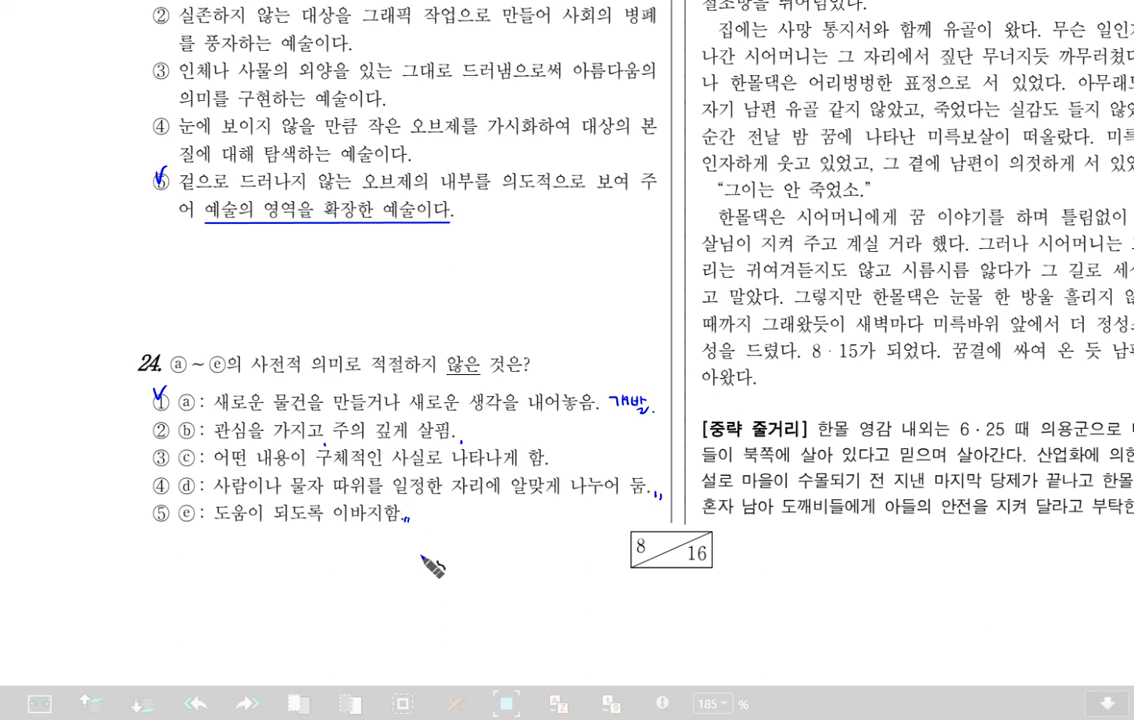 ② 실존하지 않는 대상을 그래픽 작업으로 만들어 사회의 병폐
를 풍자하는 예술이다.
③ 인체나 사물의 외양을 있는 그대로 드러냄으로써 아름다움의
의미를 구현하는 예술이다.
④ 눈에 보이지 않을 만큼 작은 오브제를 가시화하여 대상의 본
질에 대해 탐색하는 예술이다.
⑤ 겉으로 드러나지 않는 오브제의 내부를 의도적으로 보여 주
어 예술의 영역을 확장한 예술이다.
24. ⓐ~ⓔ의 사전적 의미로 적절하지 않은 것은?
① ⓐ: 새로운 물건을 만들거나 새로운 생각을 내어놓음. 개발.
② ⓑ: 관심을 가지고 주의 깊게 살핌.
③ ⓒ: 어떤 내용이 구체적인 사실로 나타나게 함.
④ ⓓ: 사람이나 물자 따위를 일정한 자리에 알맞게 나누어 둠.
⑤ ⓔ: 도움이 되도록 이바지함.
8 16
집에는 사망 통지서와 함께 유골이 왔다. 무슨
나간 시어머니는 그 자리에서 짚단 무너지듯 까무러쳤다
나 한몰댁은 어리벙벙한 표정으로 서 있었다.
자기 남편 유골 같지 않았고, 죽었다는 실감도 들지
순간 전날 밤 꿈에 나타난 미륵보살이 떠올랐다.
인자하게 웃고 있었고, 그 곁에 남편이 의젓하게 서
“그이는 안 죽었소.”
한몰댁은 시어머니에게 꿈 이야기를 하며 틀림없이
살님이 지켜 주고 계실 거라 했다. 그러나 시어머니는
리는 귀여겨듣지도 않고 시름시름 앓다가 그 길로
고 말았다. 그렇지만 한몰댁은 눈물 한 방울 흘리지
때까지 그래왔듯이 새벽마다 미륵바위 앞에서 더
성을 드렸다. 8·15가 되었다. 꿈결에 싸여 온 듯
아왔다.
[중략 줄거리] 한몰 영감 내외는 6·25 때 의용군으로
들이 북쪽에 살아 있다고 믿으며 살아간다. 산업화에
설로 마을이 수몰되기 전 지낸 마지막 당제가 끝나고
혼자 남아 도깨비들에게 아들의 안전을 지켜 달라고
185 %